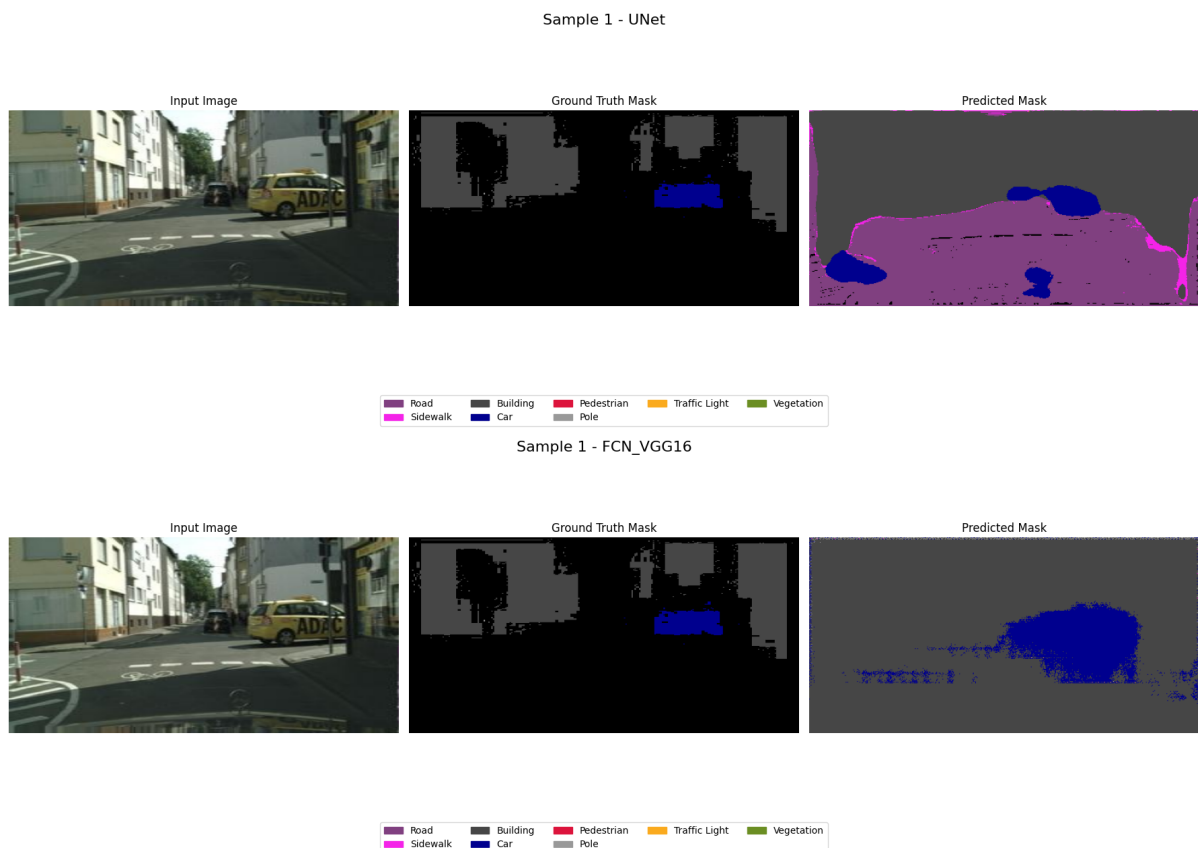 Sample 1 - UNet
Input Image Ground Truth Mask Predicted Mask
ADAC
Road Building Pedestrian Traffic Light Vegetation
Sidewalk Car Pole
Sample 1 - FCN_VGG16
Input Image Ground Truth Mask Predicted Mask
ADAC
Road Building Pedestrian Traffic Light Vegetation
Sidewalk Car Pole